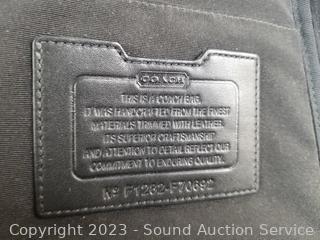 COACH
THIS IS A COACH BAG.
IT WAS HANDCRAFTED FROM THE FINEST
MATERIALS TRIMMED WITH LEATHER.
ITS SUPERIOR CRAFTSMANSHIP
AND ATTENTION TO DETAIL REFLECT OUR
COMMITMENT TO ENDURING QUALITY.
Nº F1282-F70692
Copyright 2023 - Sound Auction Service